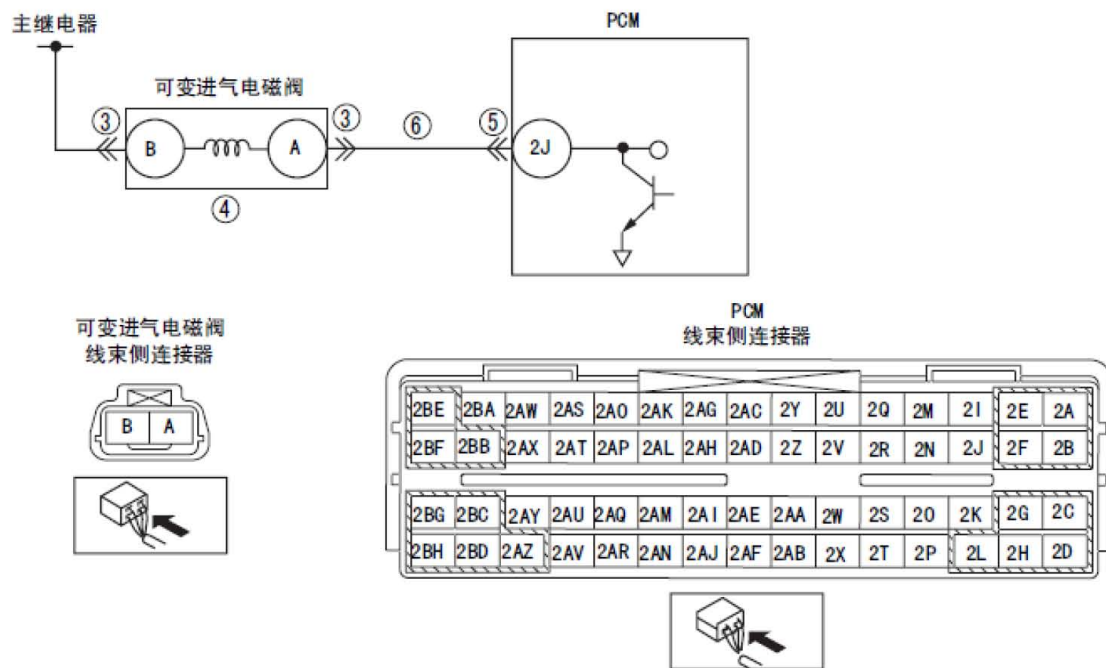 主继电器
PCM
可变进气电磁阀
③ B A ③ ⑥ ⑤ 2J
④
可变进气电磁阀
线束侧连接器
B A
PCM
线束侧连接器
2BE 2BA 2AW 2AS 2AO 2AK 2AG 2AC 2Y 2U 2Q 2M 2I 2E 2A
2BF 2BB 2AX 2AT 2AP 2AL 2AH 2AD 2Z 2V 2R 2N 2J 2F 2B
2BG 2BC 2AY 2AU 2AQ 2AM 2AI 2AE 2AA 2W 2S 2O 2K 2G 2C
2BH 2BD 2AZ 2AV 2AR 2AN 2AJ 2AF 2AB 2X 2T 2P 2L 2H 2D